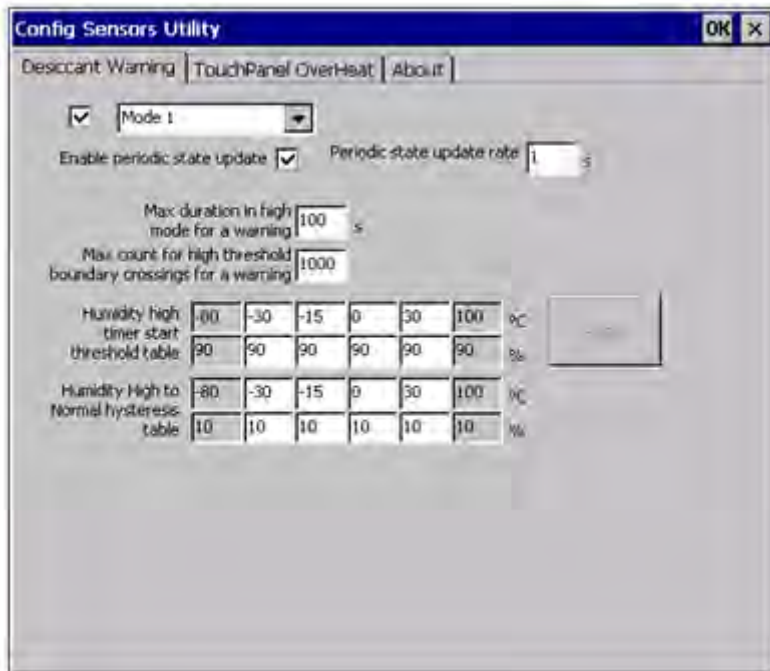 Config Sensors Utility OK ×
Desiccant Warning TouchPanel OverHeat About
Mode 1
Enable periodic state update Periodic state update rate 1 s
Max duration in high
mode for a warning 100 s
Max count for high threshold
boundary crossings for a warning 1000
Humidity high
timer start
threshold table
-80 -30 -15 0 30 100 °C
90 90 90 90 90 90 %
Humidity High to
Normal hysteresis
table
-80 -30 -15 0 30 100 °C
10 10 10 10 10 10 %